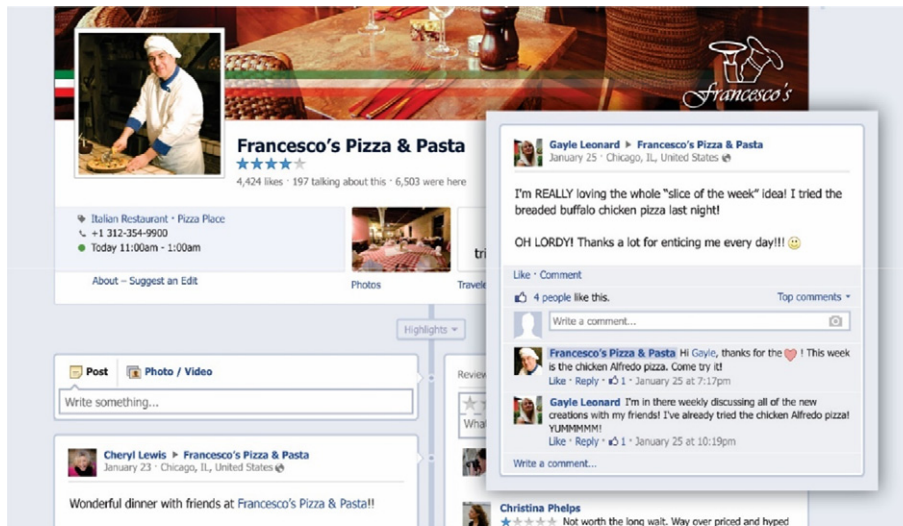 Francesco's
Francesco's Pizza & Pasta
4,424 likes · 197 talking about this · 6,503 were here
Italian Restaurant · Pizza Place
+1 312-354-9900
Today 11:00am - 1:00am
About – Suggest an Edit
Photos
Highlights
Post Photo / Video
Write something...
Cheryl Lewis ▶ Francesco's Pizza & Pasta
January 23 · Chicago, IL, United States
Wonderful dinner with friends at Francesco's Pizza & Pasta!!
Gayle Leonard ▶ Francesco's Pizza & Pasta
January 25 · Chicago, IL, United States
I'm REALLY loving the whole "slice of the week" idea! I tried the
breaded buffalo chicken pizza last night!
OH LORDY! Thanks a lot for enticing me every day!!!
Like · Comment
4 people like this. Top comments
Write a comment...
Francesco's Pizza & Pasta Hi Gayle, thanks for the ! This week
is the chicken Alfredo pizza. Come try it!
Like · Reply · 1 · January 25 at 7:17pm
Gayle Leonard I'm in there weekly discussing all of the new
creations with my friends! I've already tried the chicken Alfredo pizza!
YUMMMMM!
Like · Reply · 1 · January 25 at 10:19pm
Write a comment...
Christina Phelps
Not worth the long wait. Way over priced and hyped